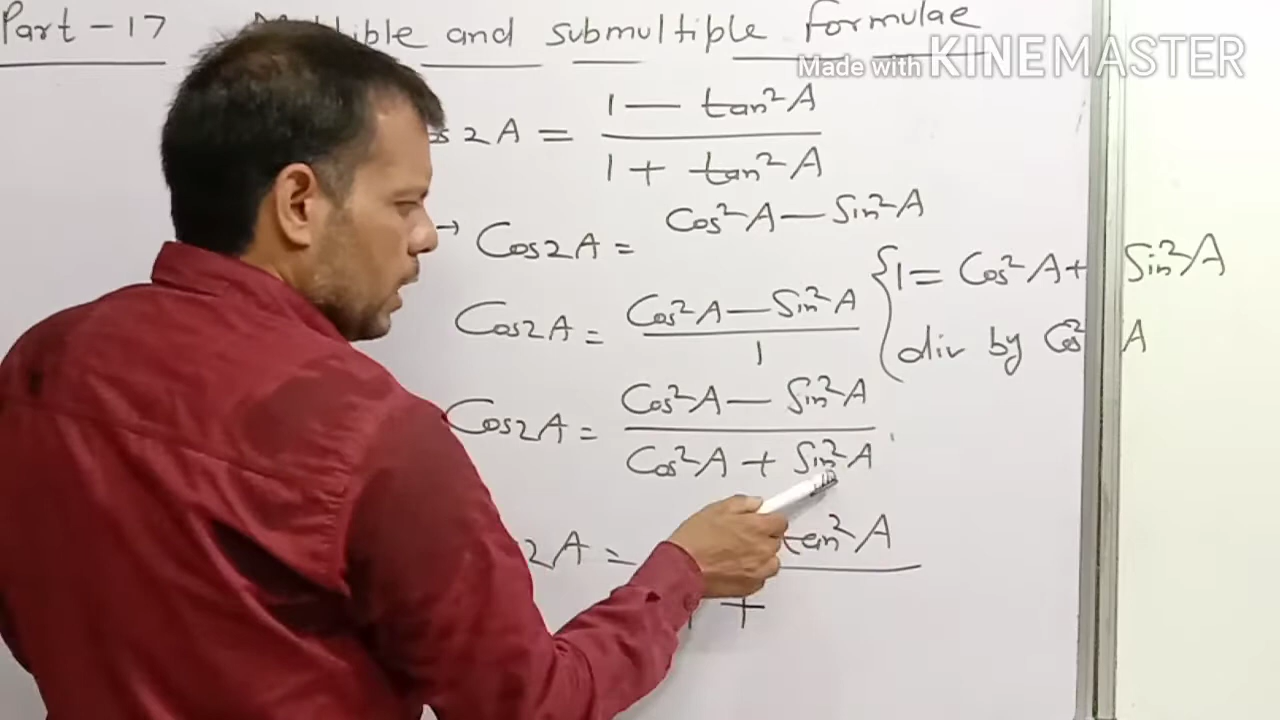 Part - 17 and submultiple formulae
Made with KINEMASTER
2A = 1 — tan²A
1 + tan²A
→ Cos2A = Cos²A — Sin²A
{ 1 = Cos²A + Sin²A
Cos2A = Cos²A — Sin²A
1
div by Cos²A
Cos2A = Cos²A — Sin²A
Cos²A + Sin²A
2A = tan²A
+